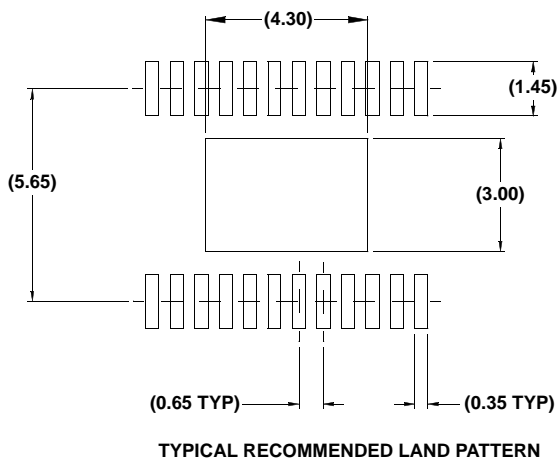 (4.30)
(1.45)
(5.65)
(3.00)
(0.65 TYP)
(0.35 TYP)
TYPICAL RECOMMENDED LAND PATTERN